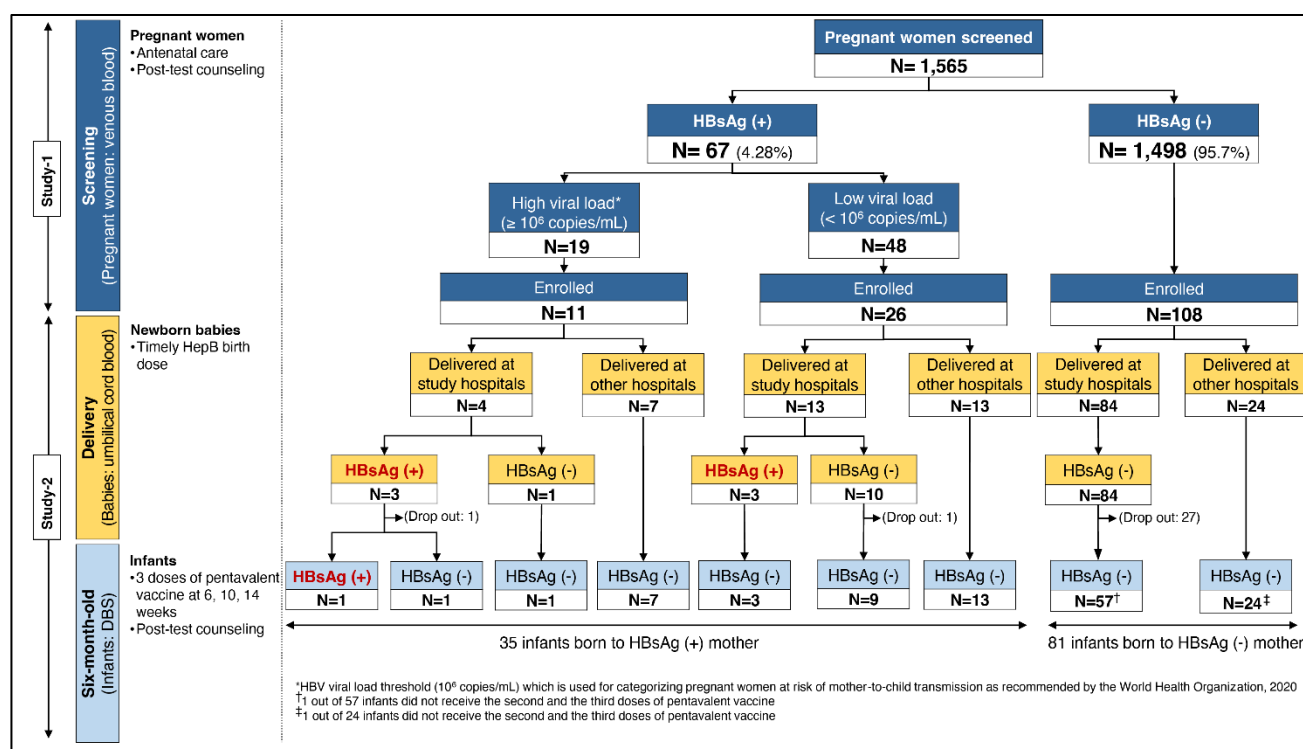 Study-1
Screening
(Pregnant women: venous blood)
Pregnant women
•Antenatal care
•Post-test counseling
Pregnant women screened
N= 1,565
HBsAg (+)
N= 67 (4.28%)
HBsAg (-)
N= 1,498 (95.7%)
High viral load*
(≥ 10⁶ copies/mL)
N=19
Low viral load
(< 10⁶ copies/mL)
N=48
Enrolled
N=11
Enrolled
N=26
Enrolled
N=108
Study-2
Delivery
(Babies: umbilical cord blood)
Newborn babies
•Timely HepB birth
dose
Delivered at
study hospitals
N=4
Delivered at
other hospitals
N=7
Delivered at
study hospitals
N=13
Delivered at
other hospitals
N=13
Delivered at
study hospitals
N=84
Delivered at
other hospitals
N=24
HBsAg (+)
N=3
HBsAg (-)
N=1
HBsAg (+)
N=3
HBsAg (-)
N=10
HBsAg (-)
N=84
(Drop out: 1)
(Drop out: 1)
(Drop out: 27)
Six-month-old
(Infants: DBS)
Infants
•3 doses of pentavalent
vaccine at 6, 10, 14
weeks
•Post-test counseling
HBsAg (+)
N=1
HBsAg (-)
N=1
HBsAg (-)
N=1
HBsAg (-)
N=7
HBsAg (-)
N=3
HBsAg (-)
N=9
HBsAg (-)
N=13
HBsAg (-)
N=57†
HBsAg (-)
N=24‡
35 infants born to HBsAg (+) mother
81 infants born to HBsAg (-) mother
*HBV viral load threshold (10⁶ copies/mL) which is used for categorizing pregnant women at risk of mother-to-child transmission as recommended by the World Health Organization, 2020
†1 out of 57 infants did not receive the second and the third doses of pentavalent vaccine
‡1 out of 24 infants did not receive the second and the third doses of pentavalent vaccine